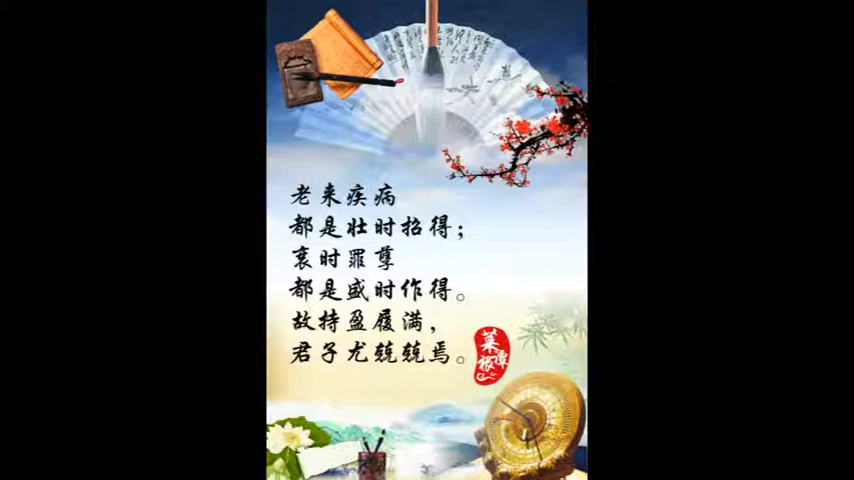 老来疾病
都是壮时招得；
衰时罪孽
都是盛时作得。
故持盈履满，
君子尤兢兢焉。
菜根谭